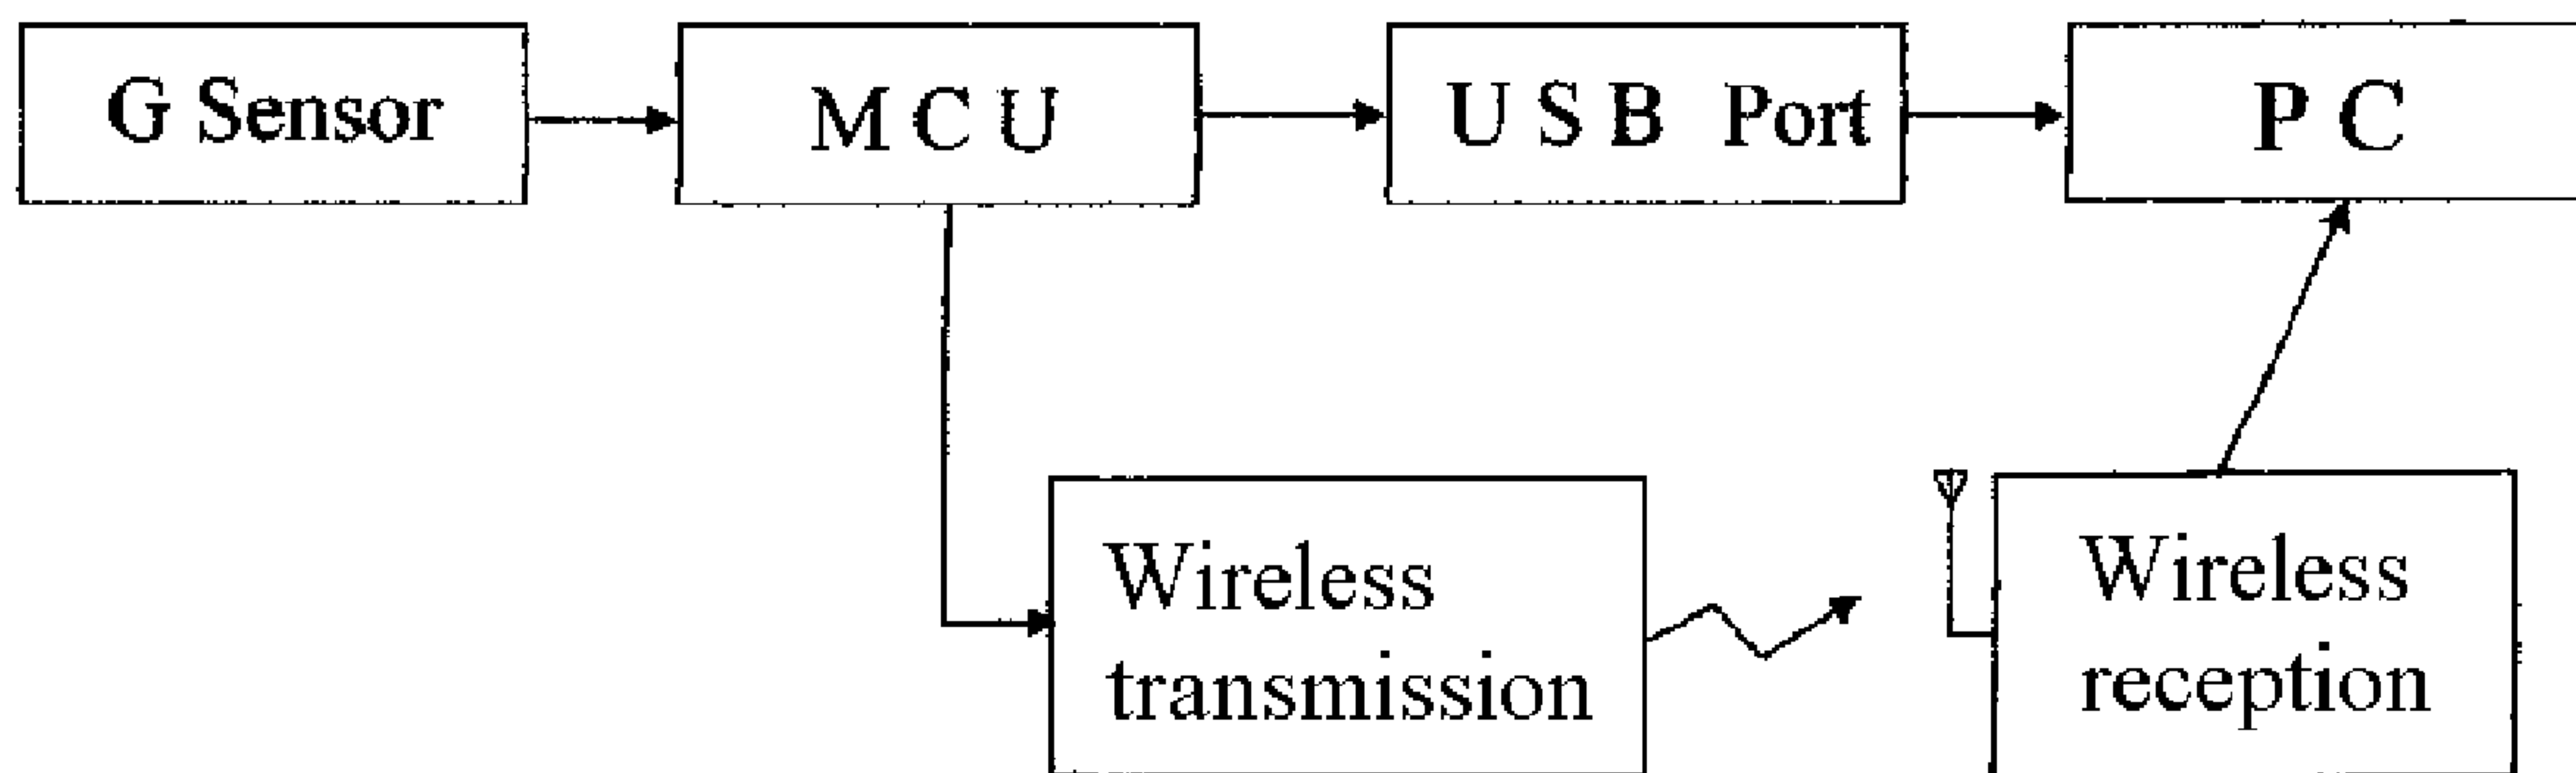 G Sensor
M C U
U S B Port
P C
Wireless
transmission
Wireless
reception